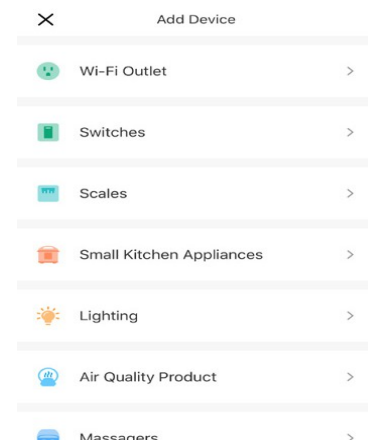 Add Device
Wi-Fi Outlet
Switches
Scales
Small Kitchen Appliances
Lighting
Air Quality Product
Massagers